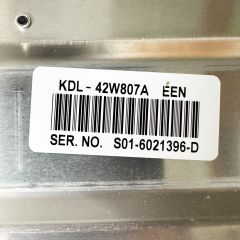 KDL - 42W807A EEN
SER. NO. S01-6021396-D